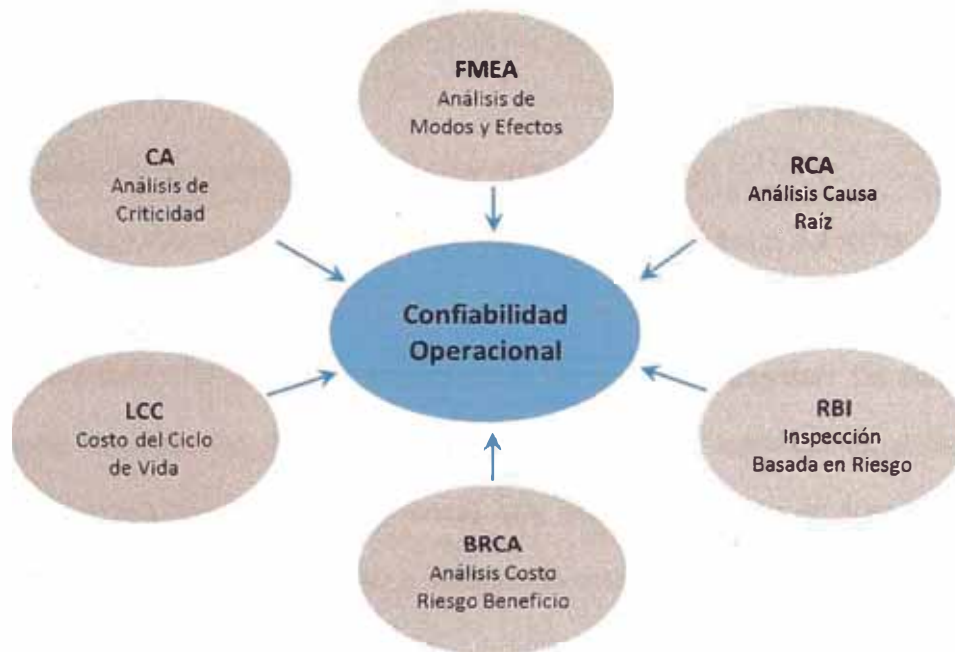 FMEA
Análisis de
Modos y Efectos
CA
Análisis de
Criticidad
RCA
Análisis Causa
Raíz
Confiabilidad
Operacional
LCC
Costo del Ciclo
de Vida
RBI
Inspección
Basada en Riesgo
BRCA
Análisis Costo
Riesgo Beneficio